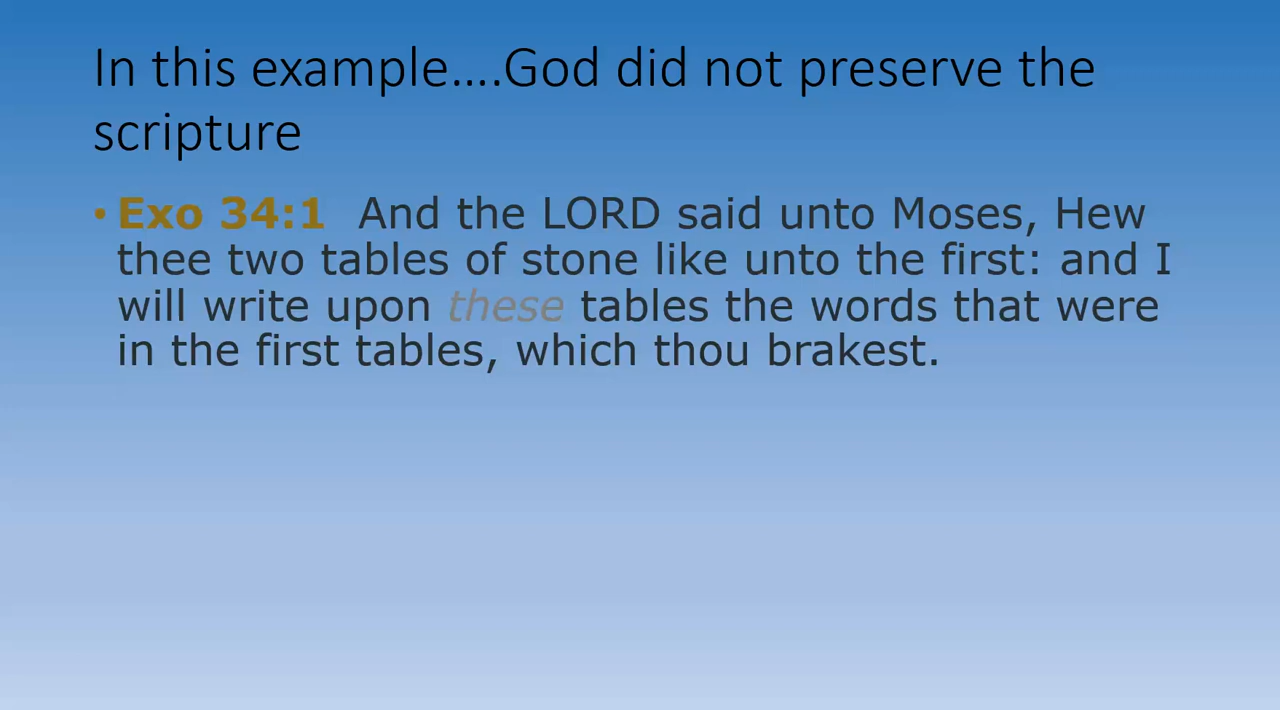 In this example....God did not preserve the
scripture
• Exo 34:1 And the LORD said unto Moses, Hew
thee two tables of stone like unto the first: and I
will write upon these tables the words that were
in the first tables, which thou brakest.